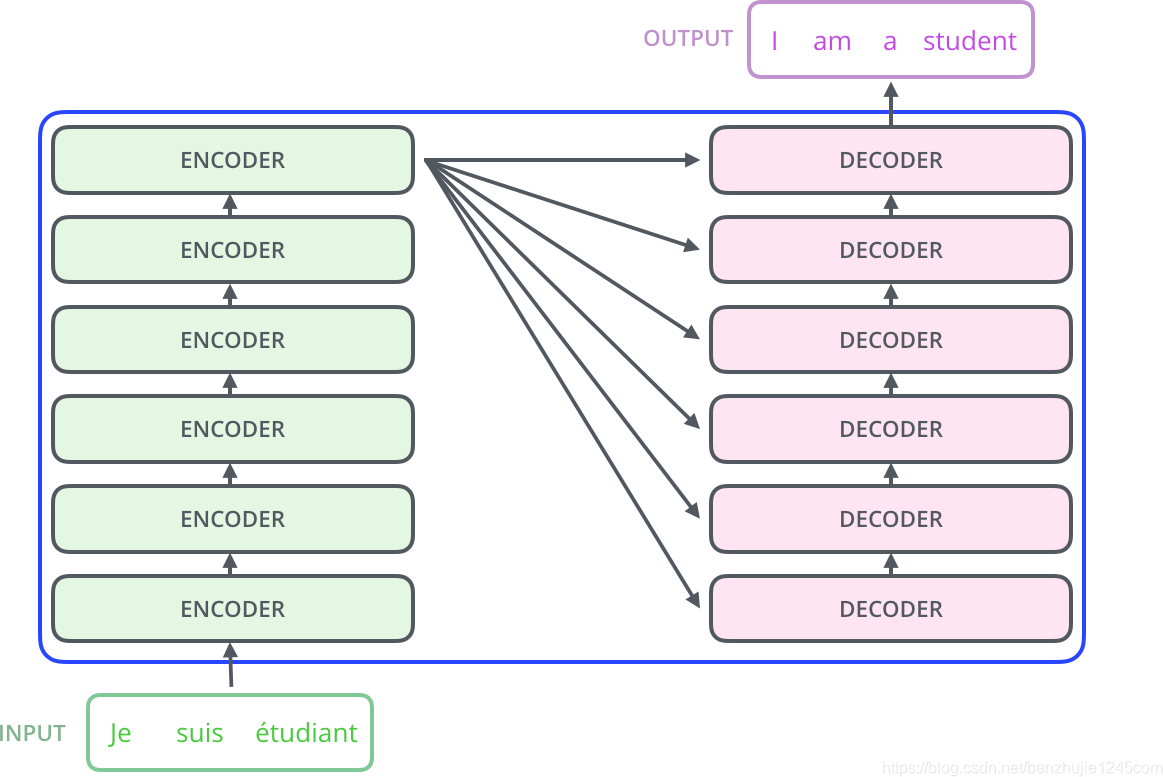 OUTPUT
I am a student
ENCODER
DECODER
ENCODER
DECODER
ENCODER
DECODER
ENCODER
DECODER
ENCODER
DECODER
ENCODER
DECODER
INPUT
Je suis étudiant
https://blog.csdn.net/benzhujie1245com